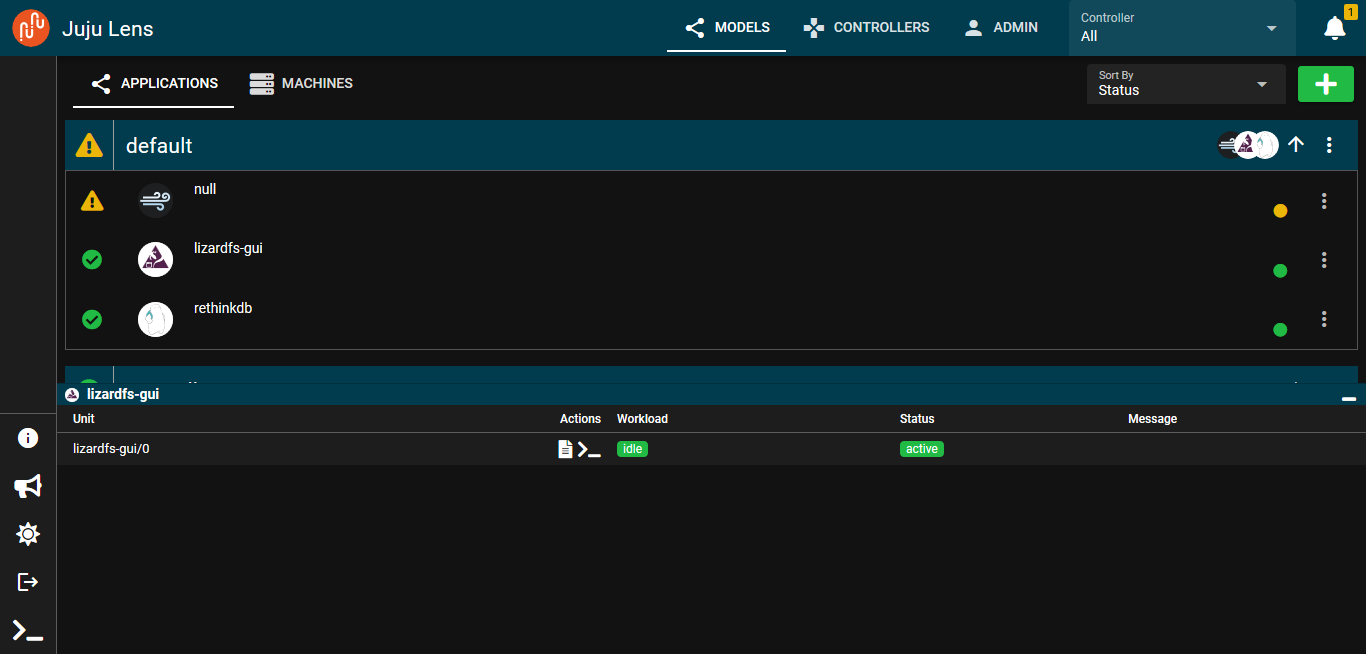 Juju Lens
MODELS
CONTROLLERS
ADMIN
Controller
All
1
APPLICATIONS
MACHINES
Sort By
Status
default
null
lizardfs-gui
rethinkdb
lizardfs-gui
Unit Actions Workload Status Message
lizardfs-gui/0 idle active